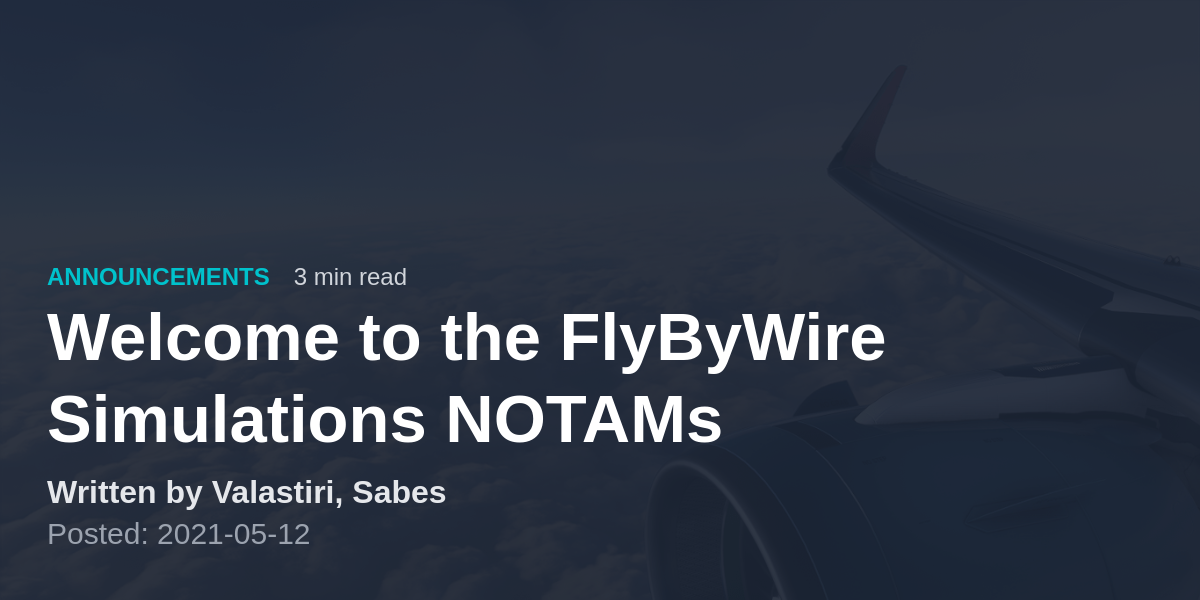 ANNOUNCEMENTS 3 min read
Welcome to the FlyByWire
Simulations NOTAMs
Written by Valastiri, Sabes
Posted: 2021-05-12